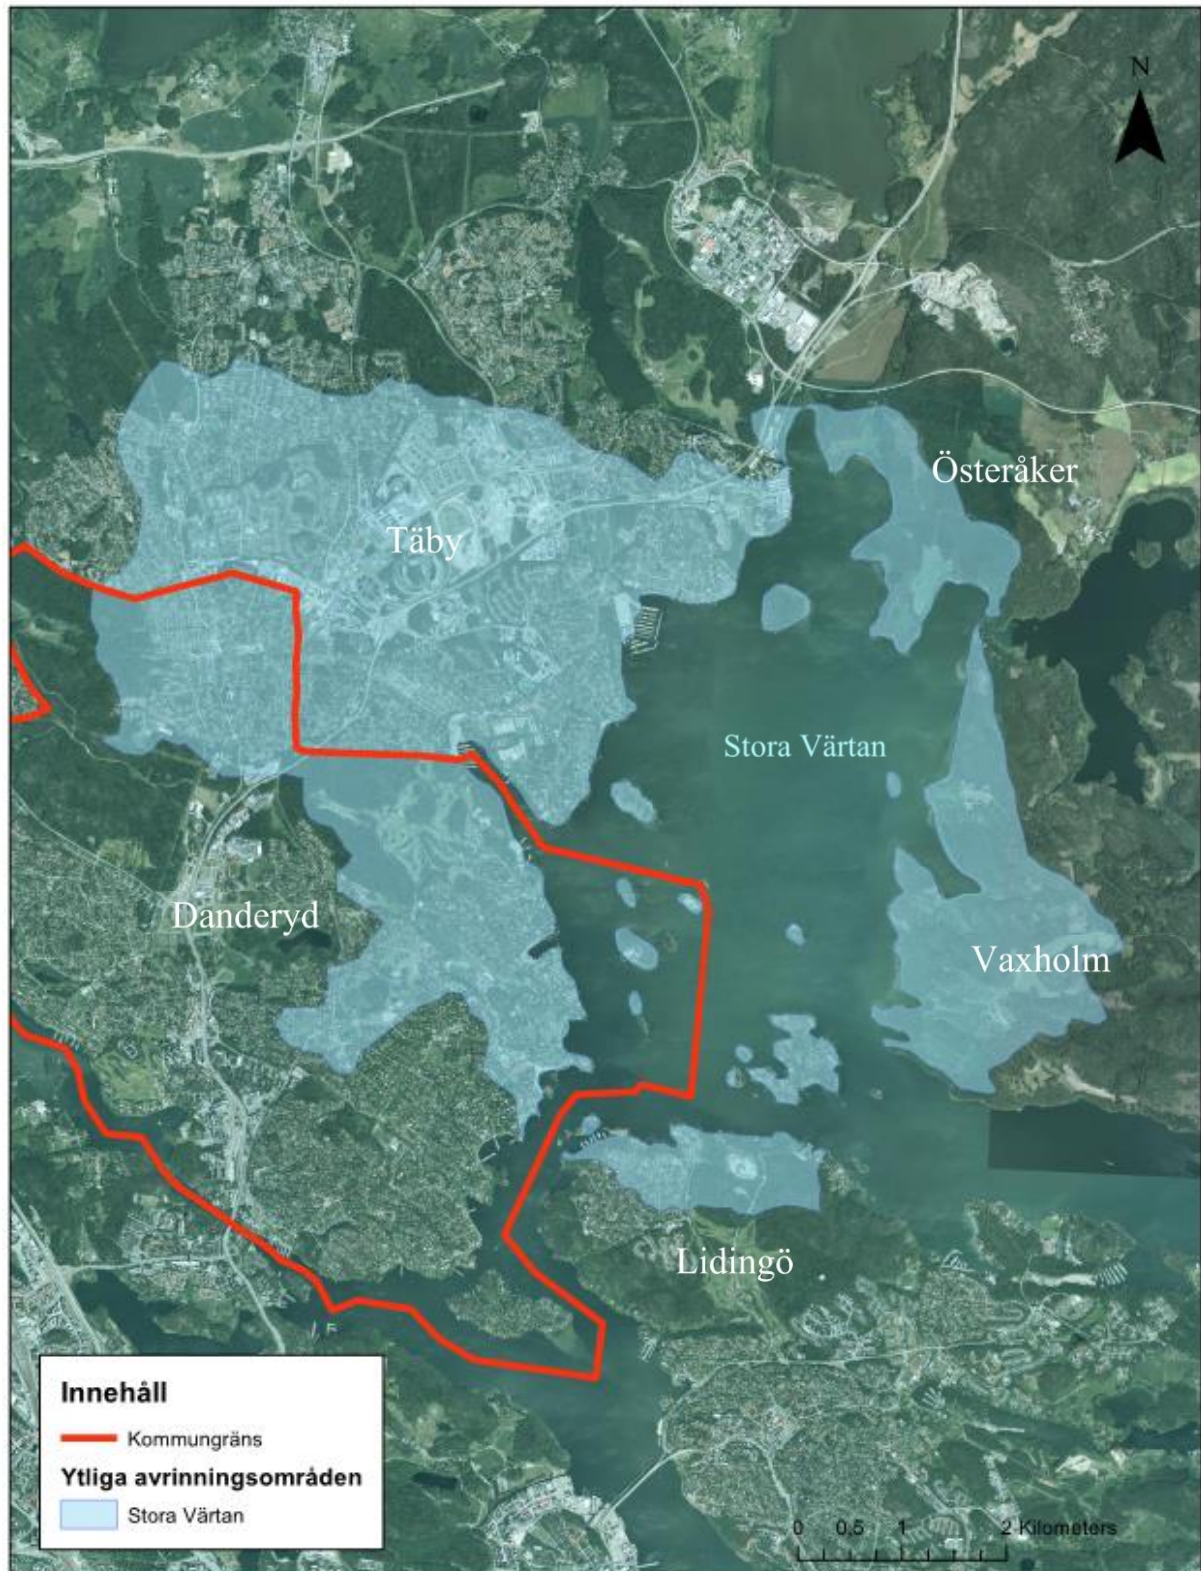 N
Österåker
Täby
Stora Värtan
Danderyd
Vaxholm
Lidingö
Innehåll
Kommungräns
Ytliga avrinningsområden
Stora Värtan
0 0,5 1 2 Kilometers